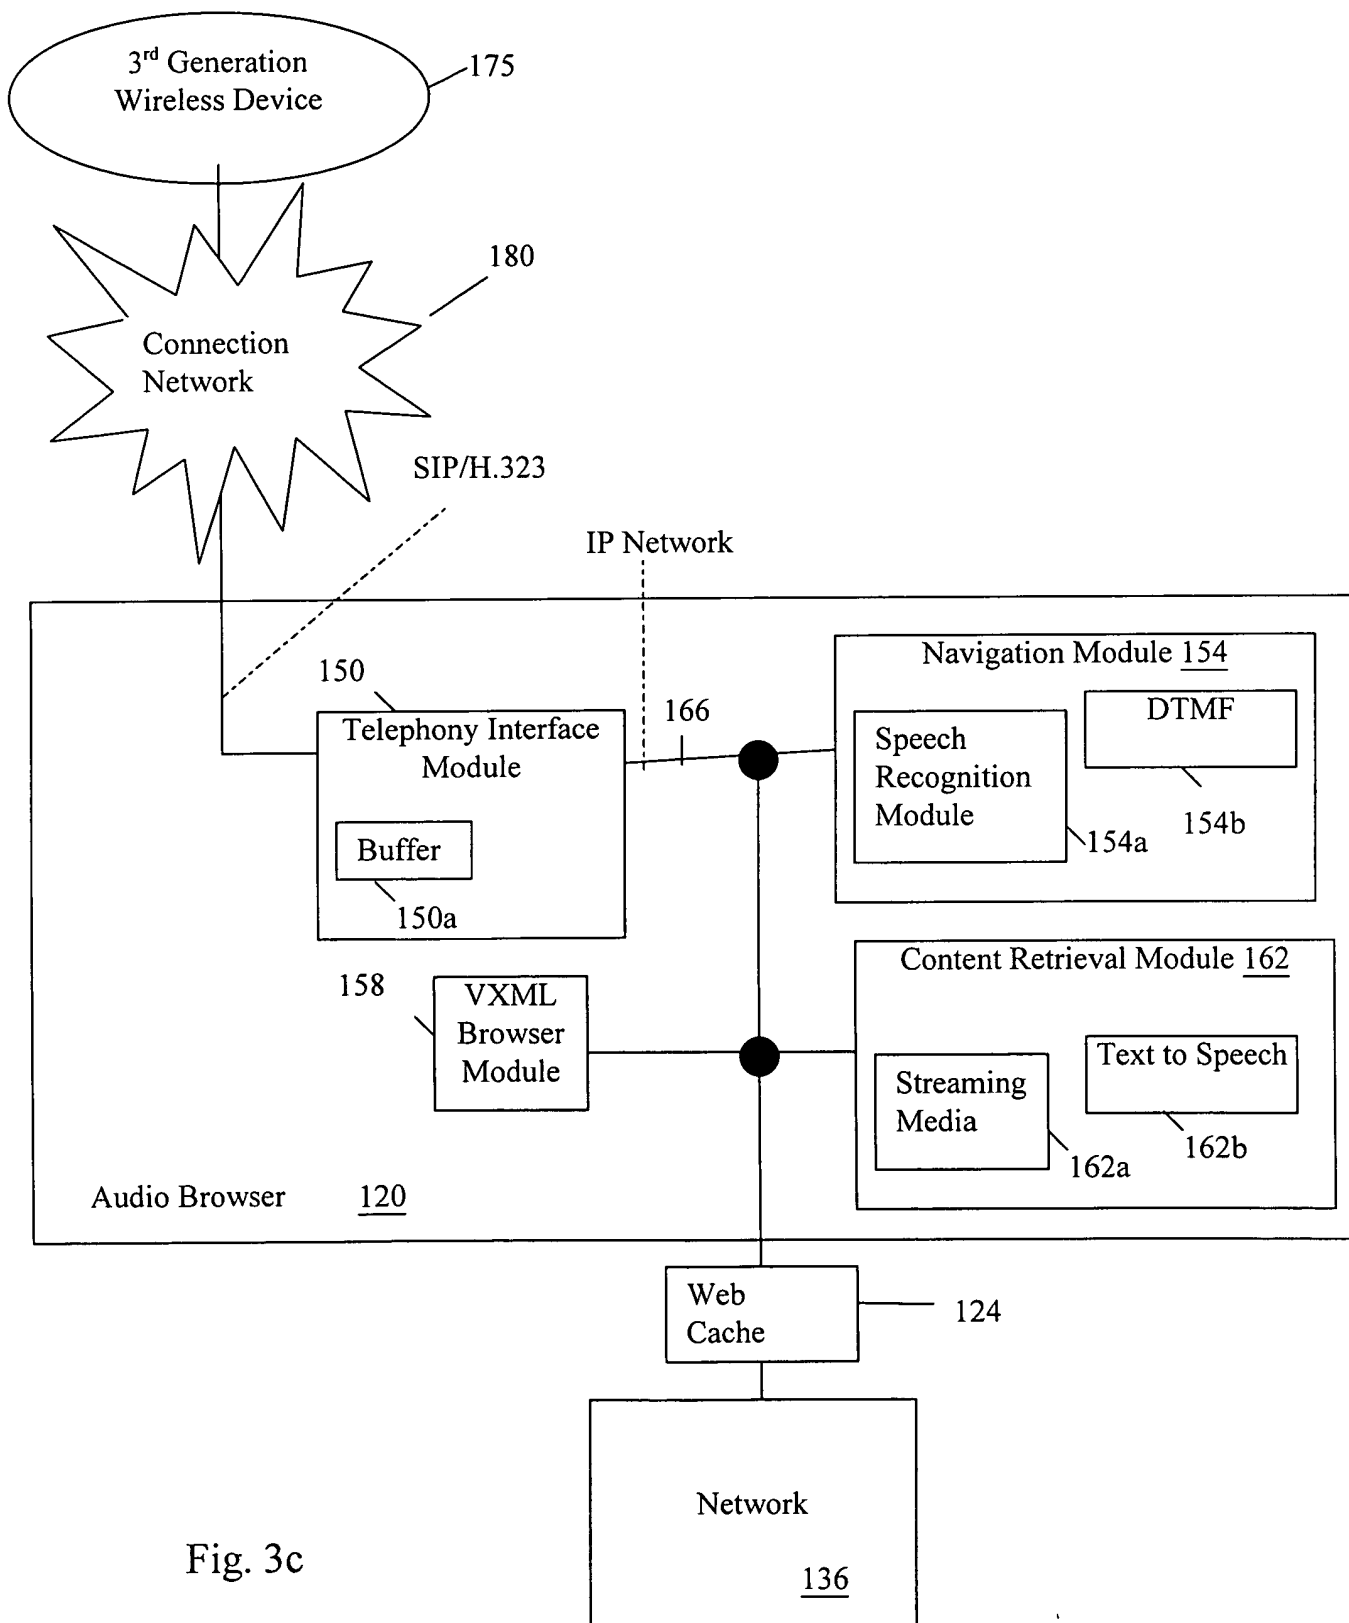 3rd Generation
Wireless Device
175
180
Connection
Network
SIP/H.323
IP Network
150
Telephony Interface
Module
Buffer
150a
166
Navigation Module 154
Speech
Recognition
Module
154a
DTMF
154b
158
VXML
Browser
Module
Content Retrieval Module 162
Streaming
Media
162a
Text to Speech
162b
Audio Browser 120
Web
Cache
124
Network
136
Fig. 3c